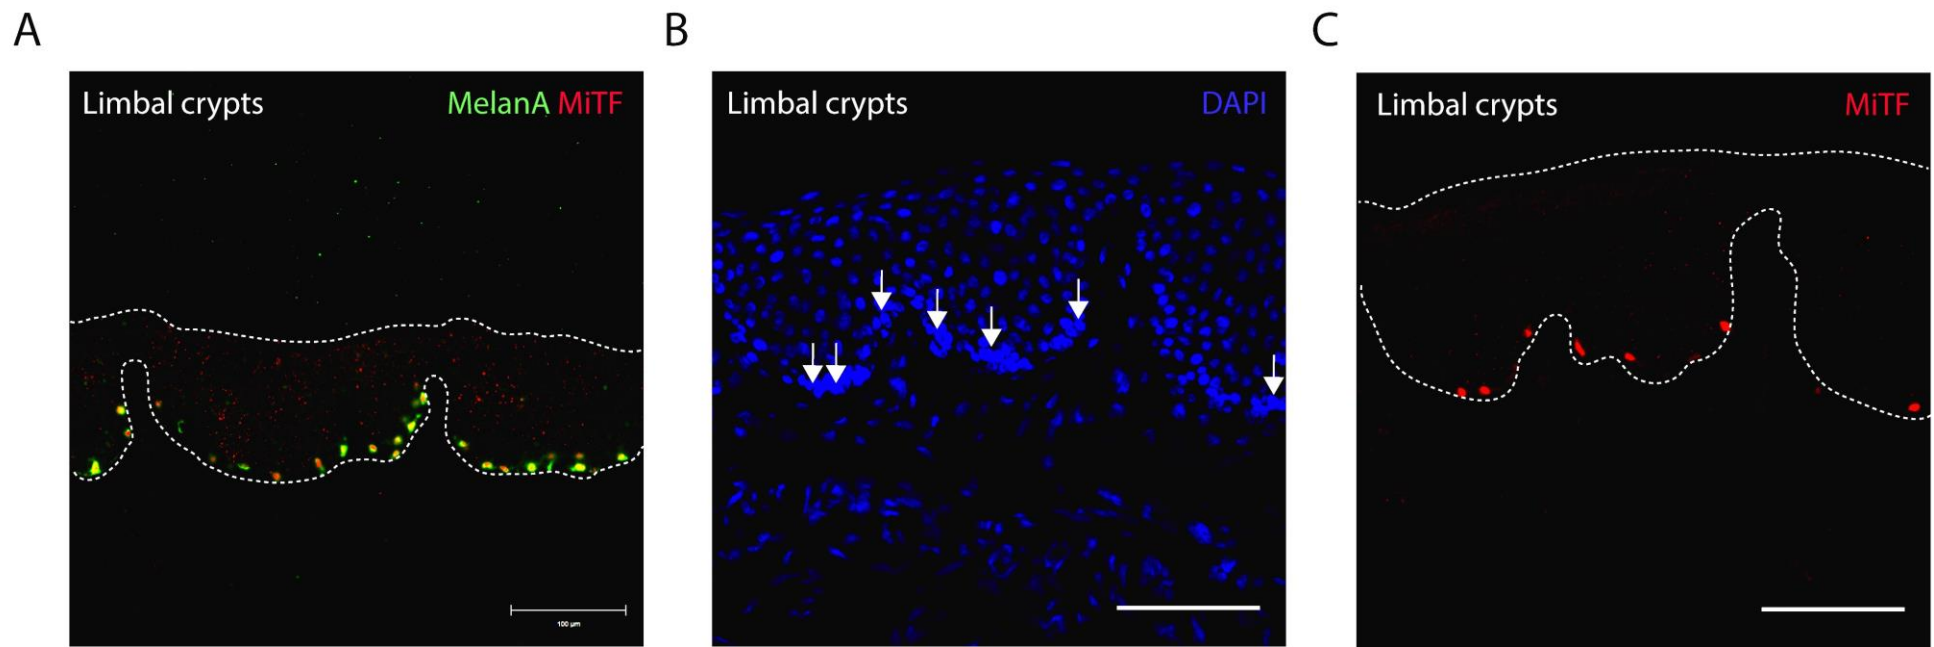 A
B
C
Limbal crypts
MelanA MiTF
Limbal crypts
DAPI
Limbal crypts
MiTF
100 µm